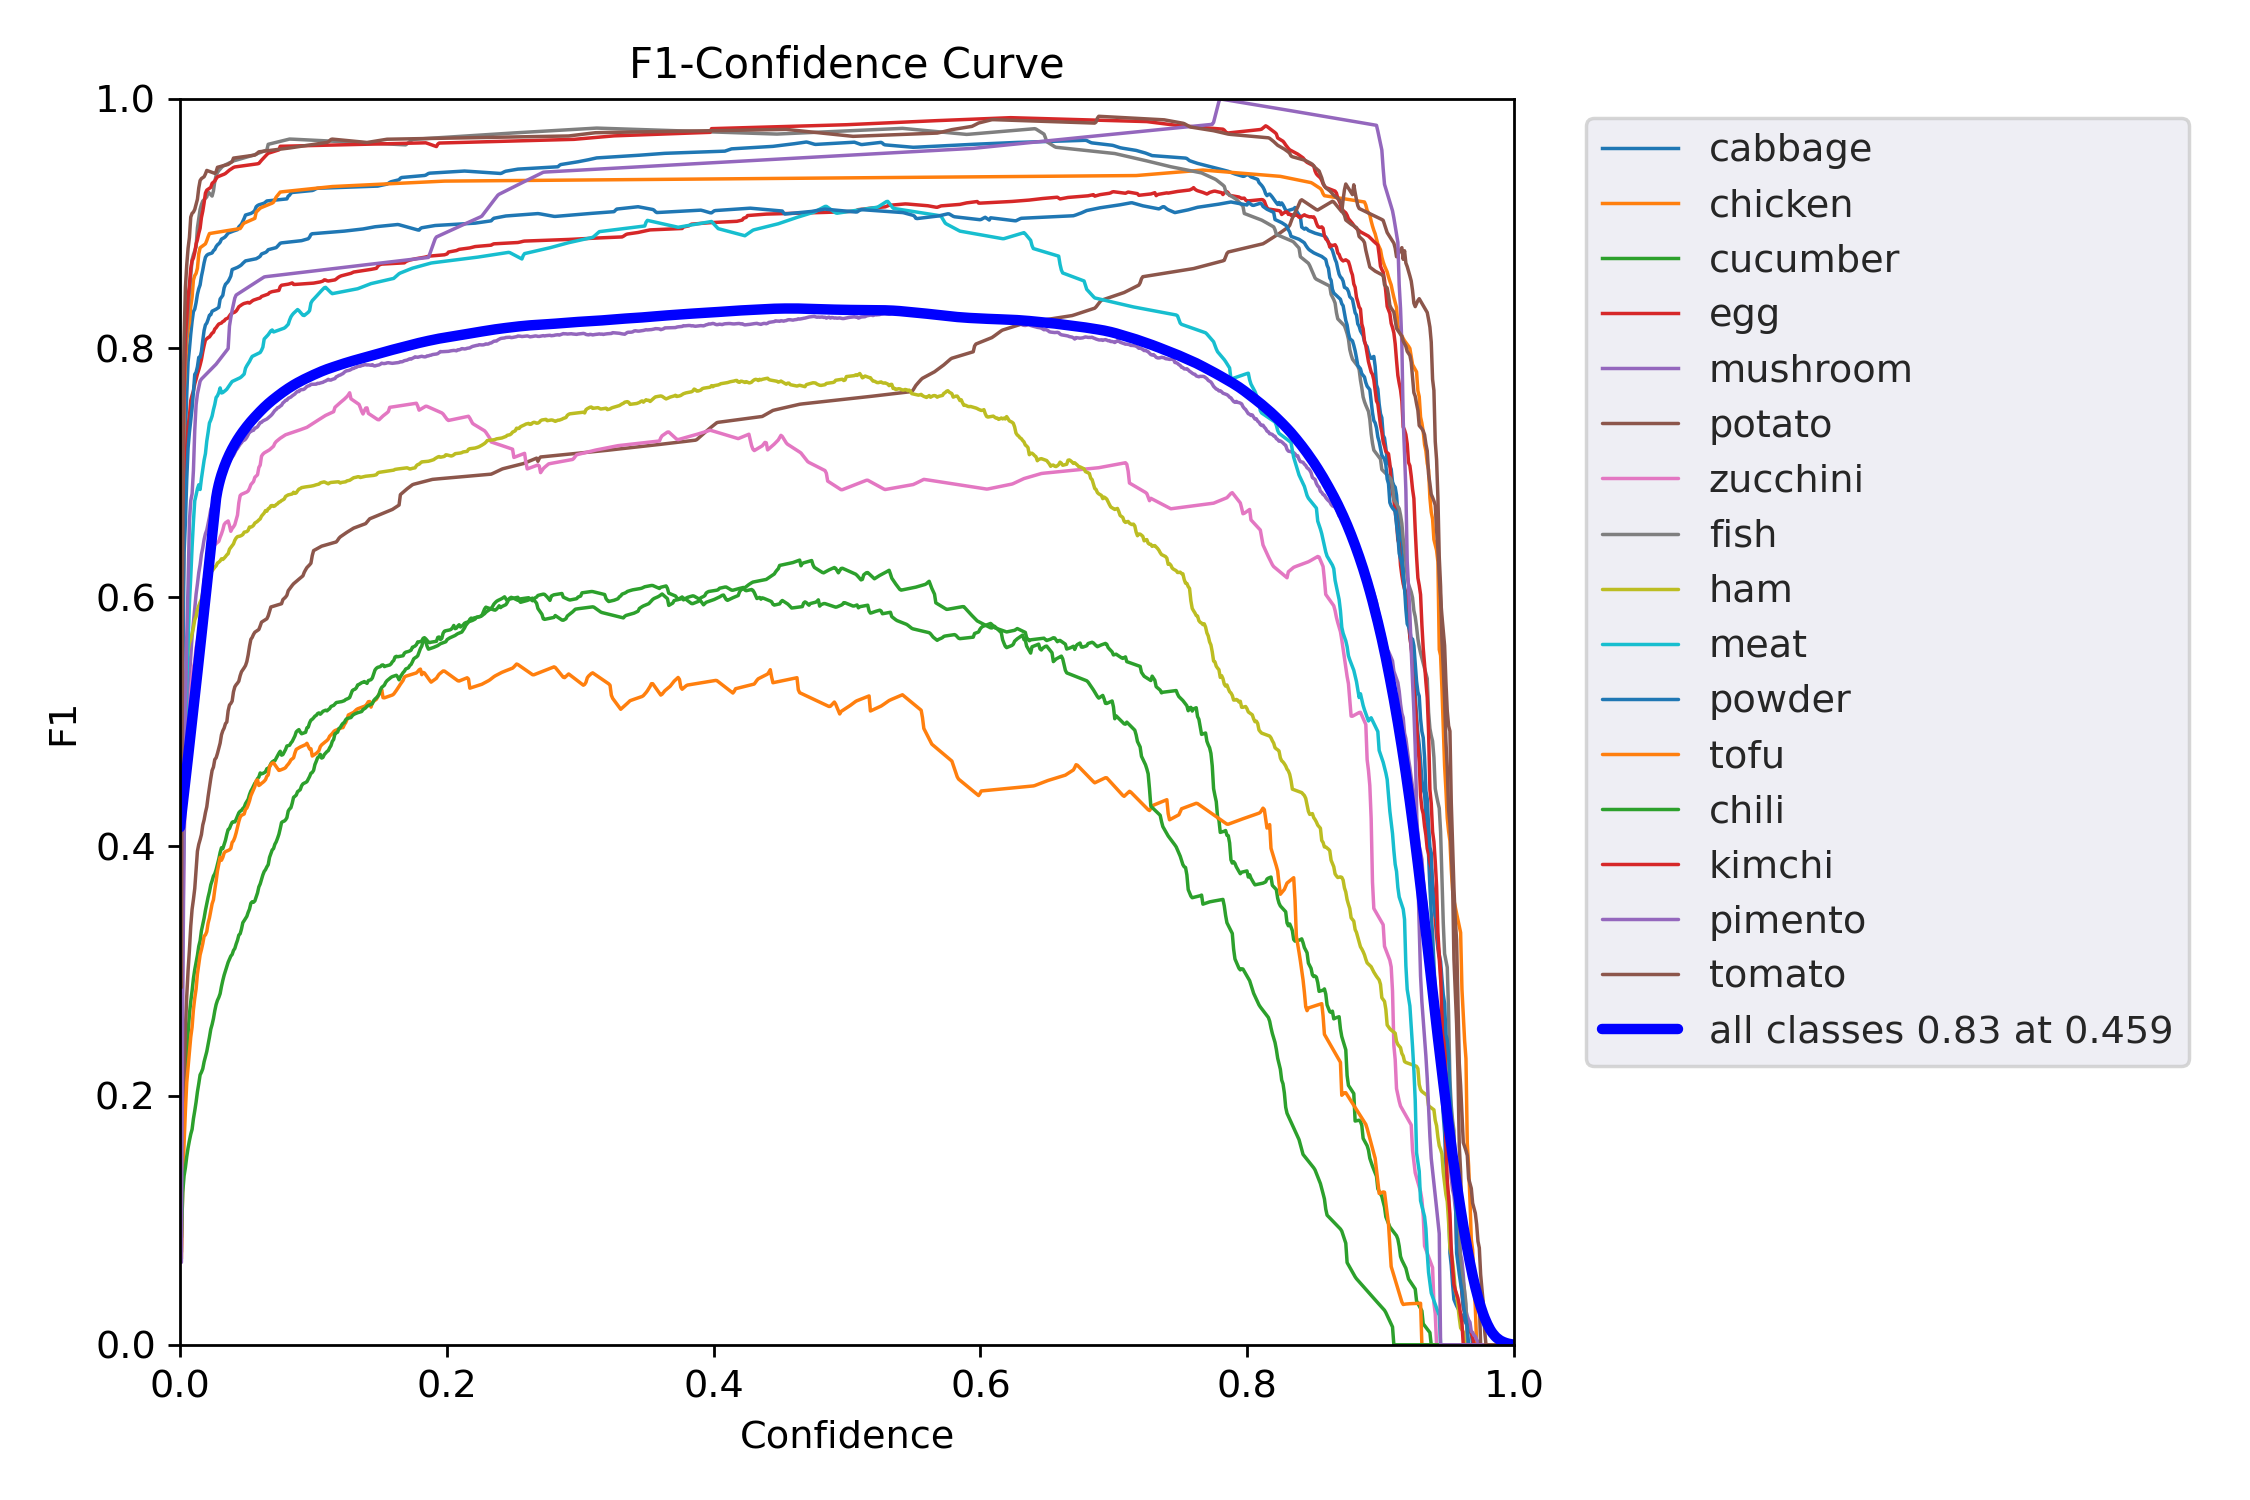 F1-Confidence Curve
1.0
0.8
0.6
0.4
0.2
0.0
F1
0.0 0.2 0.4 0.6 0.8 1.0
Confidence
cabbage
chicken
cucumber
egg
mushroom
potato
zucchini
fish
ham
meat
powder
tofu
chili
kimchi
pimento
tomato
all classes 0.83 at 0.459